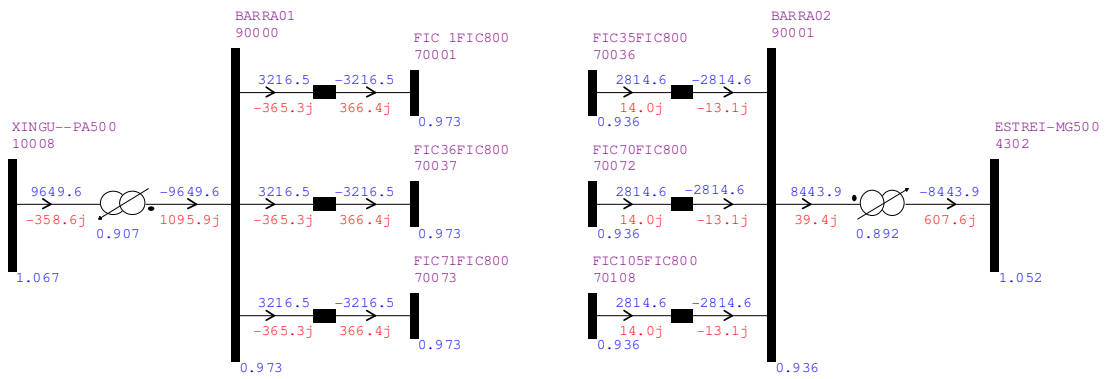 BARRA01
90000
BARRA02
90001
FIC 1FIC800
70001
FIC35FIC800
70036
3216.5
-3216.5
-365.3j
366.4j
0.973
2814.6
-2814.6
14.0j
-13.1j
0.936
XINGU--PA500
10008
ESTREI-MG500
4302
FIC36FIC800
70037
FIC70FIC800
70072
9649.6
-9649.6
-358.6j
1095.9j
0.907
1.067
3216.5
-3216.5
-365.3j
366.4j
0.973
2814.6
-2814.6
14.0j
-13.1j
0.936
8443.9
-8443.9
39.4j
607.6j
0.892
1.052
FIC71FIC800
70073
FIC105FIC800
70108
3216.5
-3216.5
-365.3j
366.4j
0.973
2814.6
-2814.6
14.0j
-13.1j
0.936
0.973
0.936